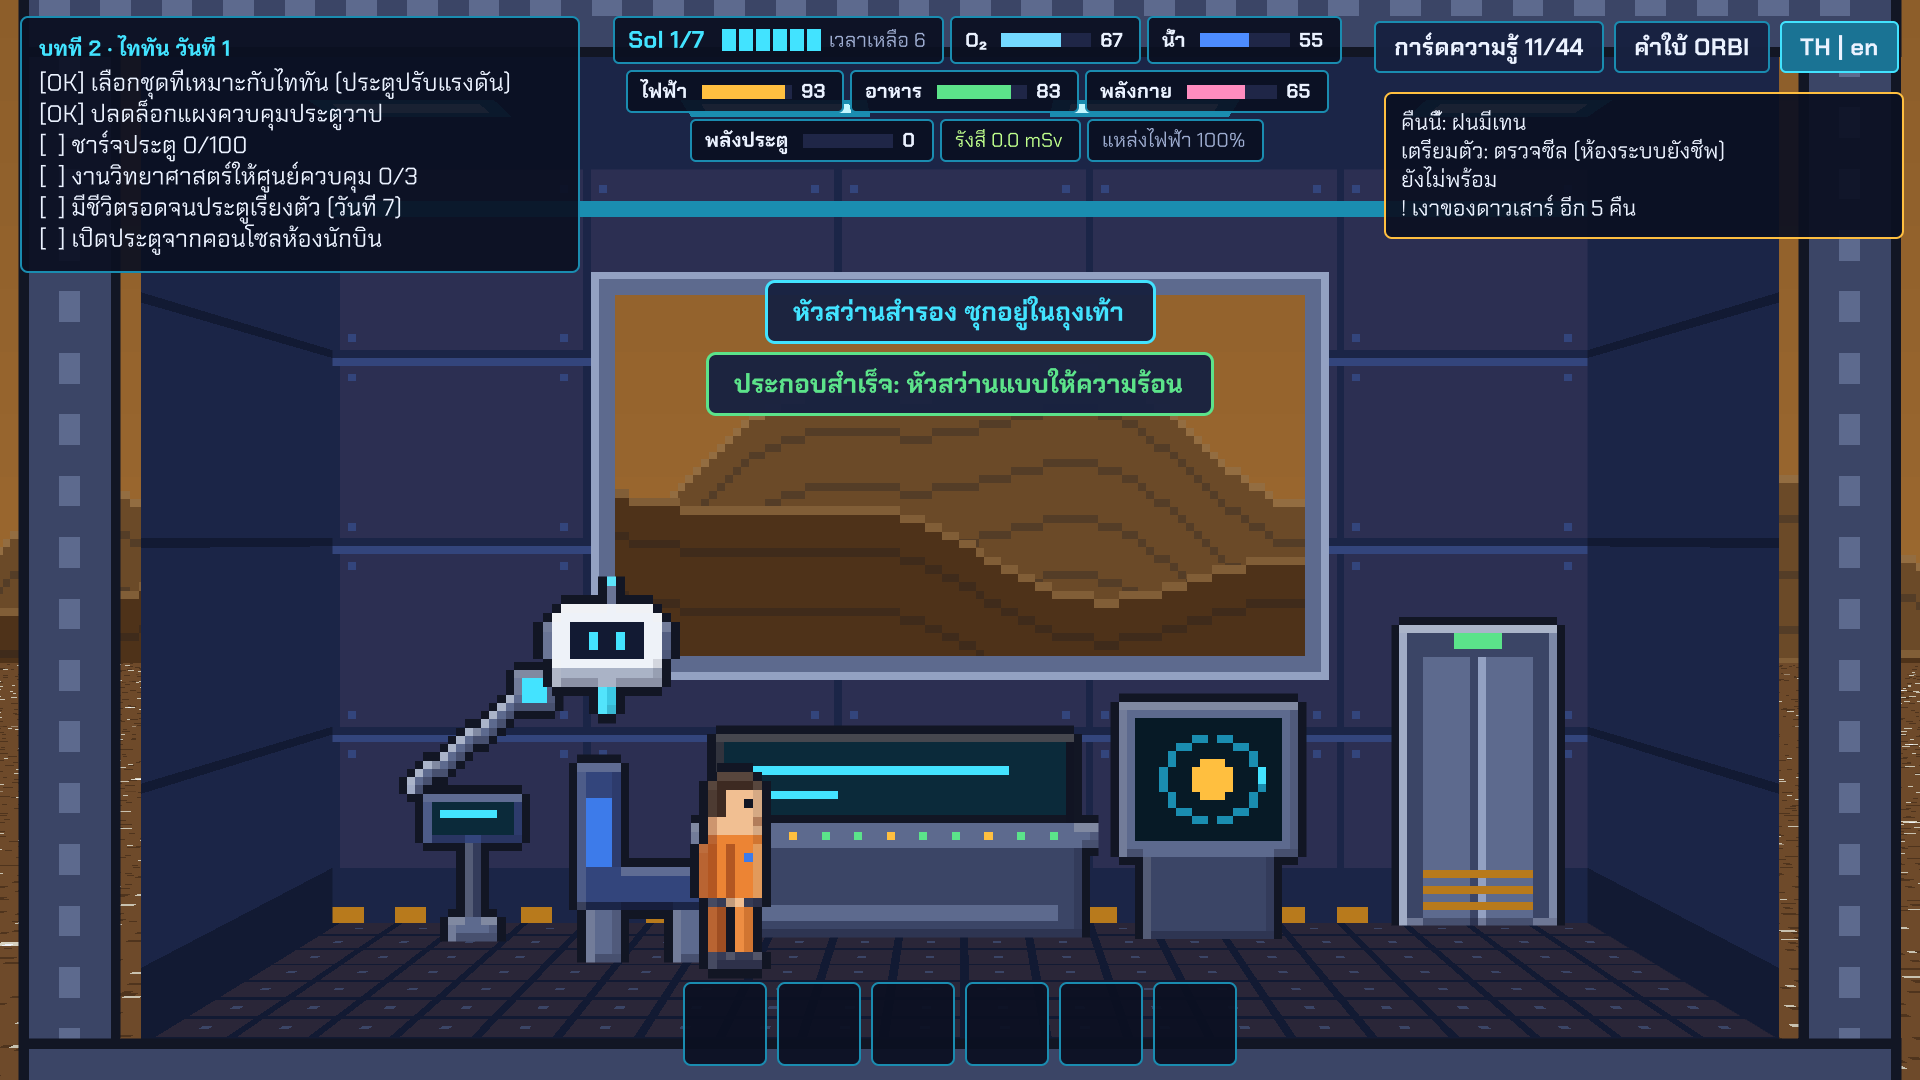 บทที่ 2 · ไททัน วันที่ 1
[OK] เลือกชุดที่เหมาะกับไททัน (ประตูปรับแรงดัน)
[OK] ปลดล็อกแผงควบคุมประตูวาป
[ ] ชาร์จประตู 0/100
[ ] งานวิทยาศาสตร์ให้ศูนย์ควบคุม 0/3
[ ] มีชีวิตรอดจนประตูเรียงตัว (วันที่ 7)
[ ] เปิดประตูจากคอนโซลห้องนักบิน
Sol 1/7 เวลาเหลือ 6
O₂ 67
น้ำ 55
ไฟฟ้า 93
อาหาร 83
พลังกาย 65
พลังประตู 0
รังสี 0.0 mSv
แหล่งไฟฟ้า 100%
การ์ดความรู้ 11/44
คำใบ้ ORBI
TH | en
คืนนี้: ฝนมีเทน
เตรียมตัว: ตรวจซีล (ห้องระบบยังชีพ)
ยังไม่พร้อม
! เงาของดาวเสาร์ อีก 5 คืน
หัวสว่านสำรอง ซุกอยู่ในถุงเท้า
ประกอบสำเร็จ: หัวสว่านแบบให้ความร้อน